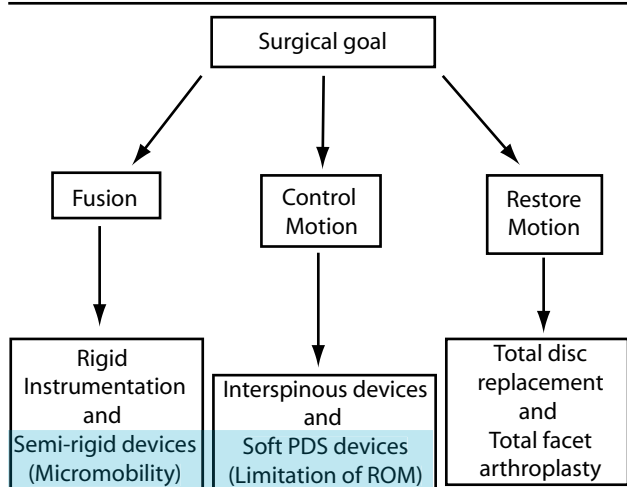 Surgical goal
Fusion
Control
Motion
Restore
Motion
Rigid
Instrumentation
and
Semi-rigid devices
(Micromobility)
Interspinous devices
and
Soft PDS devices
(Limitation of ROM)
Total disc
replacement
and
Total facet
arthroplasty